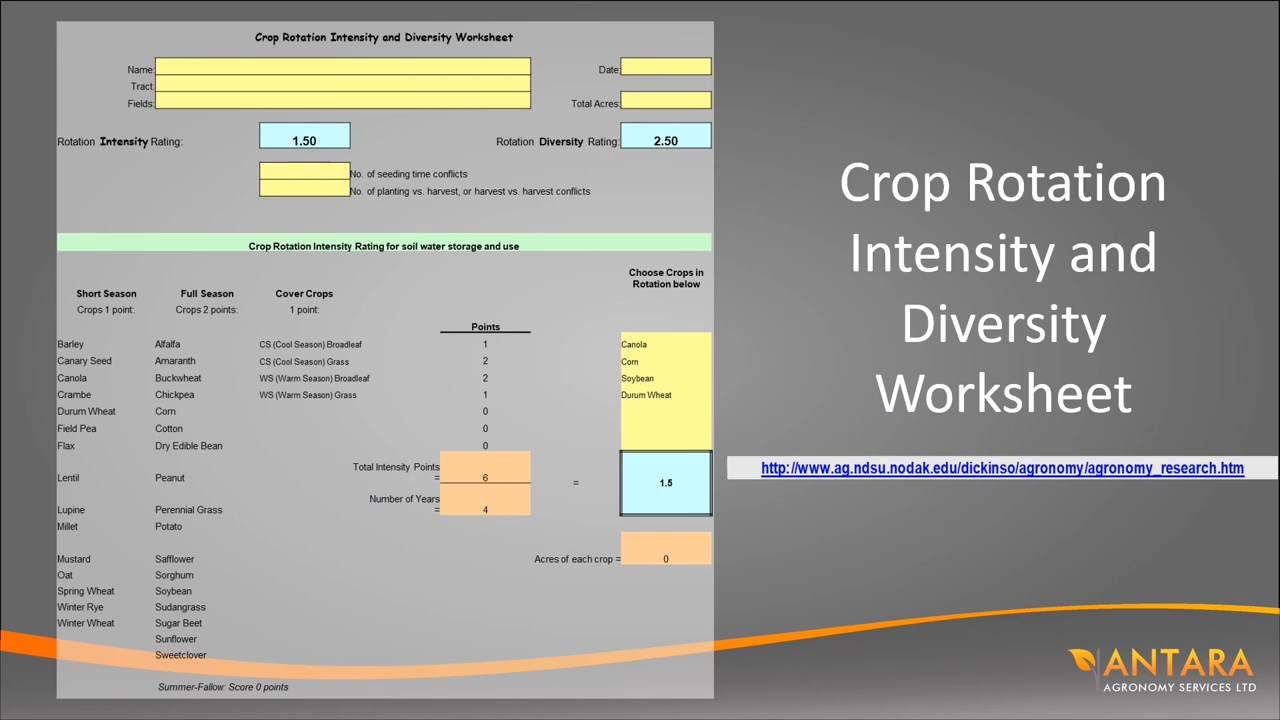 Crop Rotation Intensity and Diversity Worksheet
Name:
Date:
Tract:
Fields:
Total Acres:
Rotation Intensity Rating: 1.50 Rotation Diversity Rating: 2.50
No. of seeding time conflicts
No. of planting vs. harvest, or harvest vs. harvest conflicts
Crop Rotation Intensity Rating for soil water storage and use
Choose Crops in
Rotation below
Short Season Full Season Cover Crops
Crops 1 point: Crops 2 points: 1 point:
Points
Barley Alfalfa CS (Cool Season) Broadleaf 1 Canola
Canary Seed Amaranth CS (Cool Season) Grass 2 Corn
Canola Buckwheat WS (Warm Season) Broadleaf 2 Soybean
Crambe Chickpea WS (Warm Season) Grass 1 Durum Wheat
Durum Wheat Corn 0
Field Pea Cotton 0
Flax Dry Edible Bean 0
Total Intensity Points
Lentil Peanut = 6 = 1.5
Number of Years
Lupine Perennial Grass = 4
Millet Potato
Mustard Safflower Acres of each crop = 0
Oat Sorghum
Spring Wheat Soybean
Winter Rye Sudangrass
Winter Wheat Sugar Beet
Sunflower
Sweetclover
Summer-Fallow: Score 0 points
Crop Rotation
Intensity and
Diversity
Worksheet
http://www.ag.ndsu.nodak.edu/dickinso/agronomy/agronomy_research.htm
ANTARA
AGRONOMY SERVICES LTD